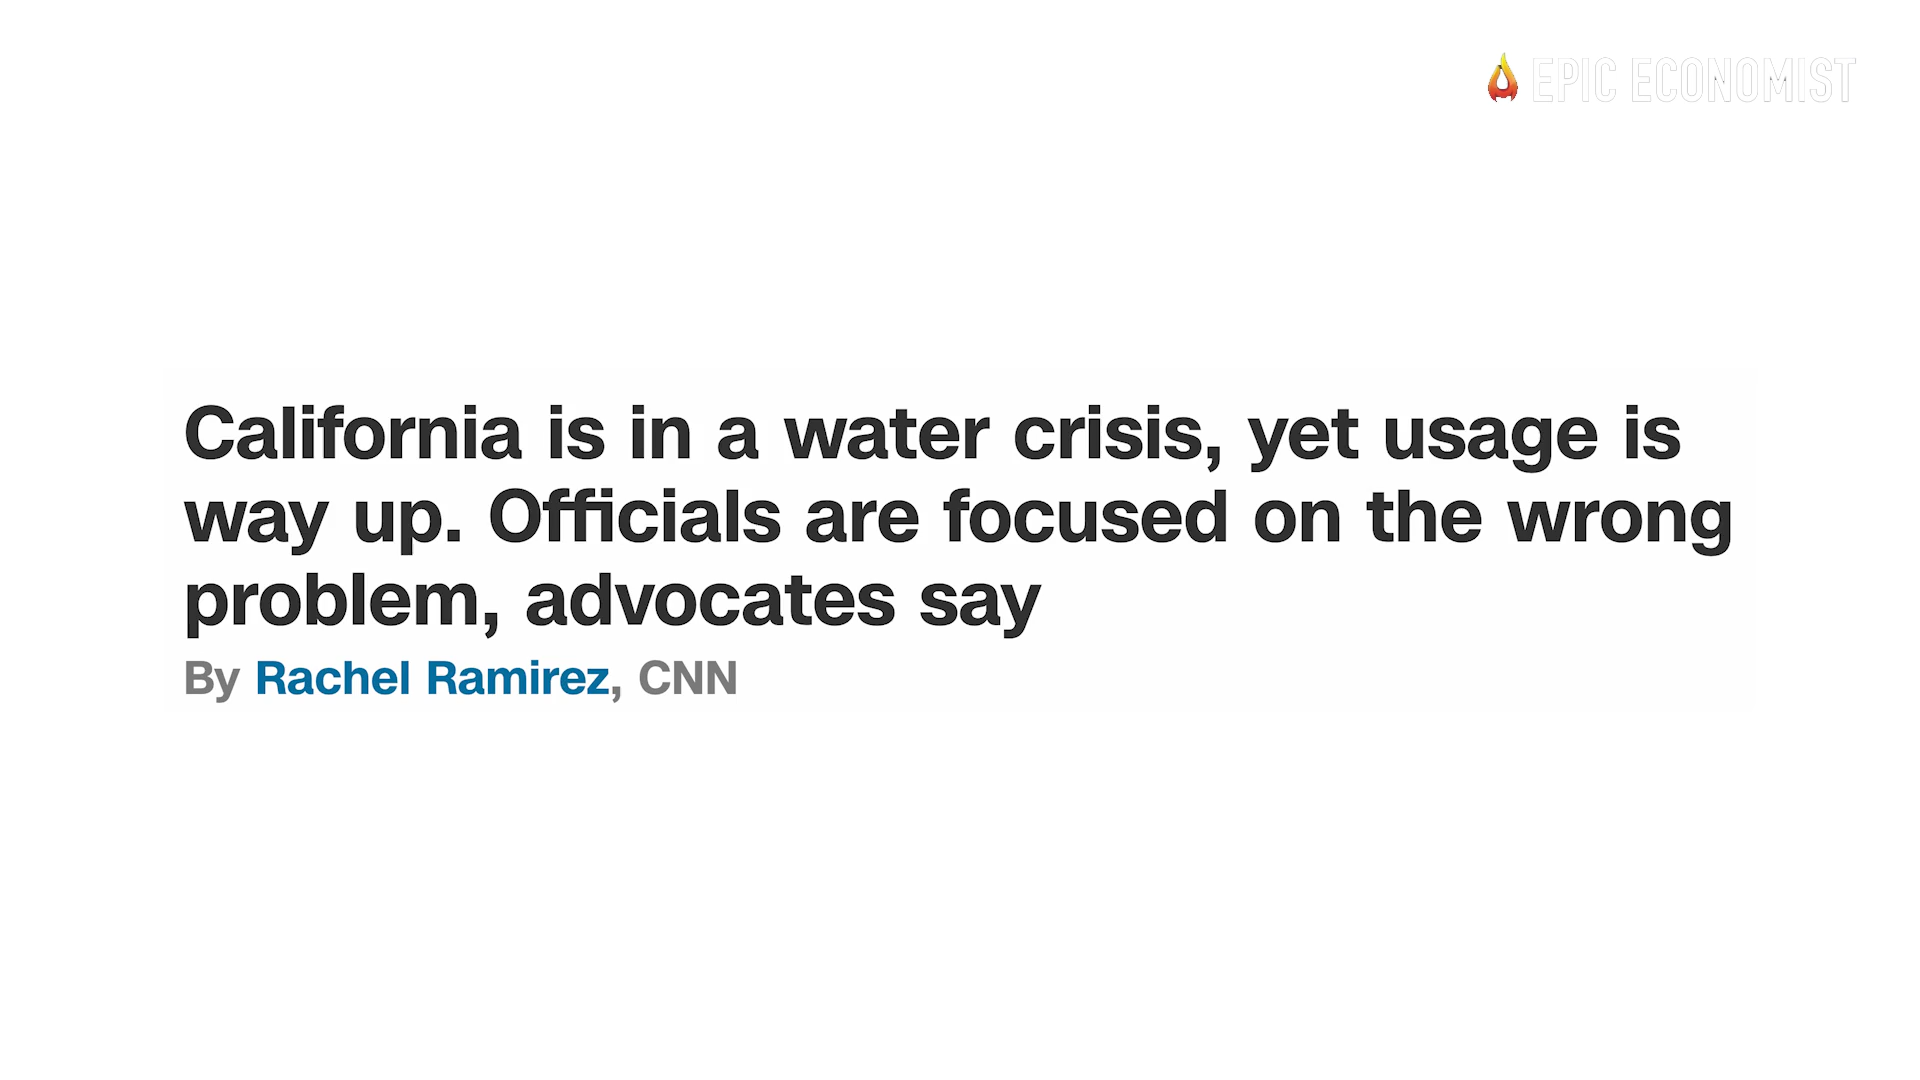 EPIC ECONOMIST
California is in a water crisis, yet usage is
way up. Officials are focused on the wrong
problem, advocates say
By Rachel Ramirez, CNN